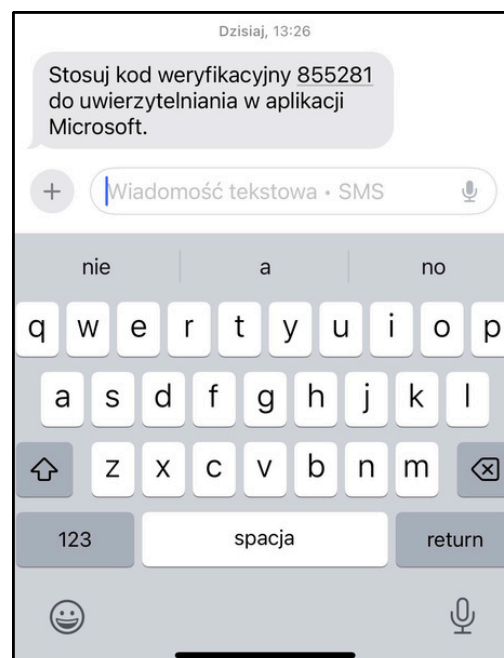 Dzisiaj, 13:26
Stosuj kod weryfikacyjny 855281
do uwierzytelniania w aplikacji
Microsoft.
Wiadomość tekstowa • SMS
nie a no
q w e r t y u i o p
a s d f g h j k l
z x c v b n m
123 spacja return